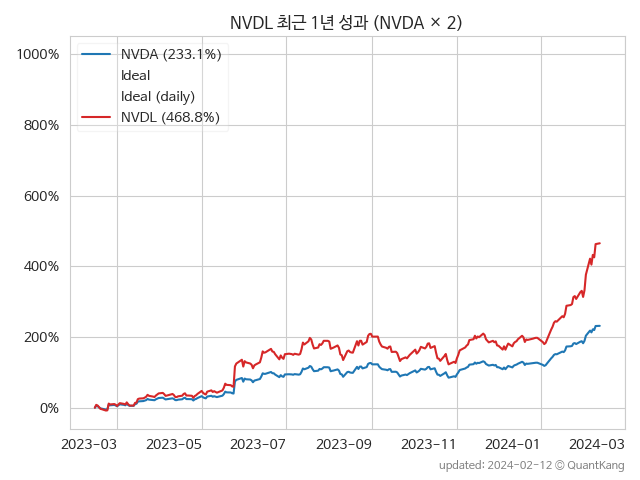 NVDL 최근 1년 성과 (NVDA × 2)
1000%
800%
600%
400%
200%
0%
NVDA (233.1%)
Ideal
Ideal (daily)
NVDL (468.8%)
2023-03
2023-05
2023-07
2023-09
2023-11
2024-01
2024-03
updated: 2024-02-12 © QuantKang